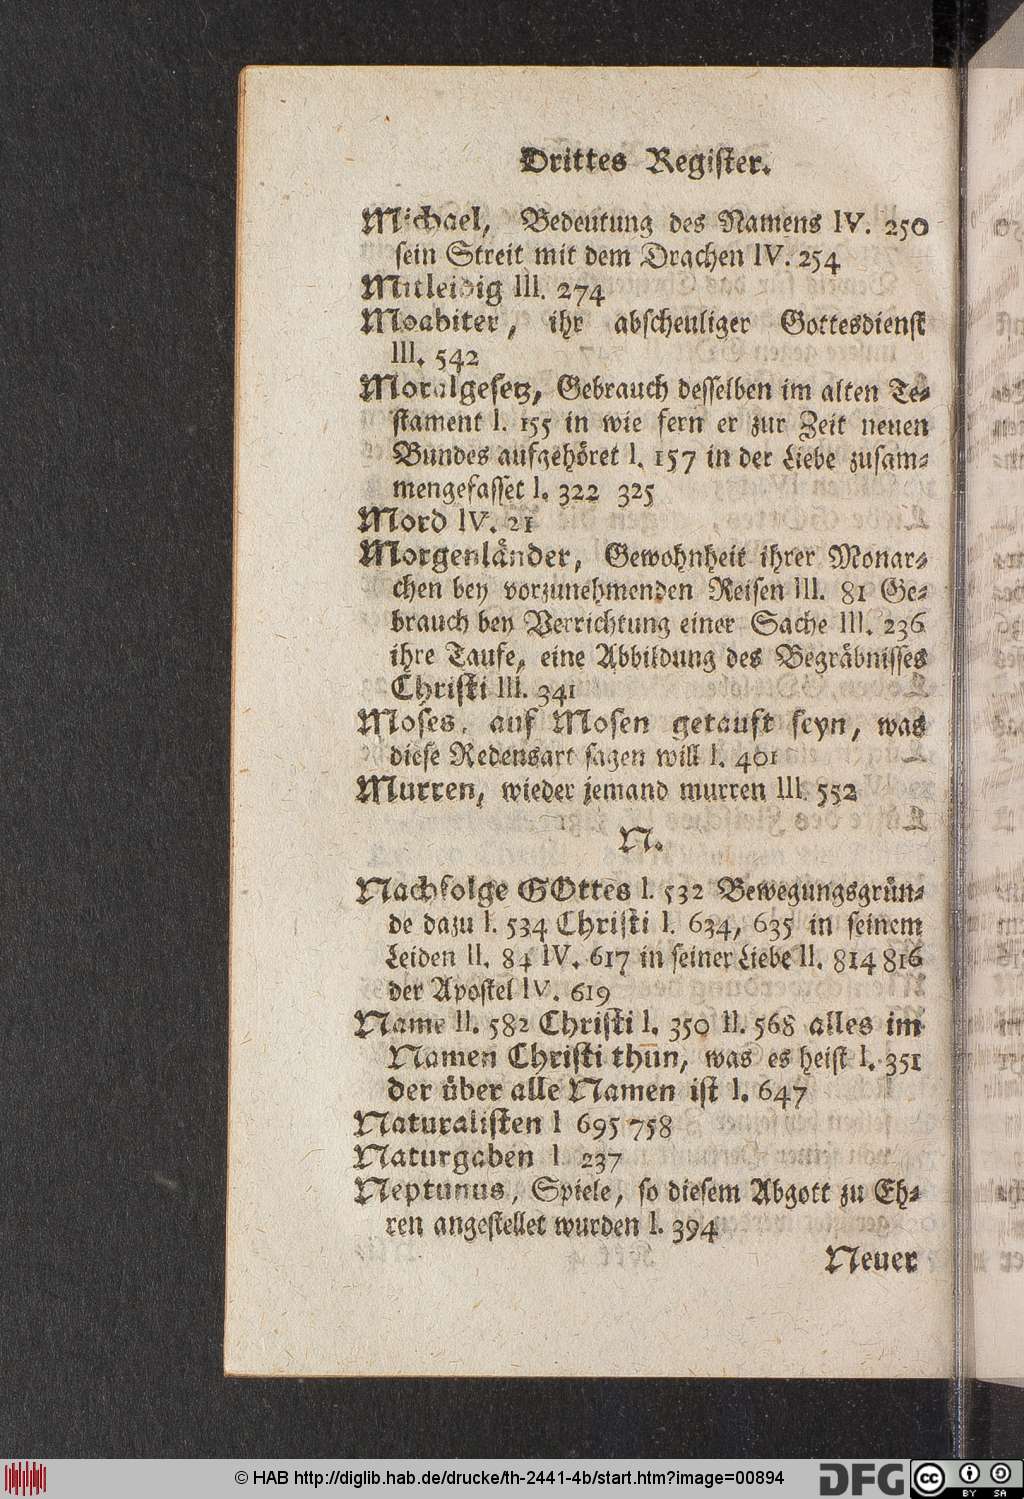 Drittes Register.
Michael, Bedeutung des Namens IV. 250
sein Streit mit dem Drachen IV. 254
Mitleidig III. 274
Moabiter, ihr abscheuliger Gottesdienst
III. 542
Moralgesetz, Gebrauch desselben im alten Te-
stament I. 155 in wie fern er zur Zeit neuen
Bundes aufgehöret I. 157 in der Liebe zusam-
mengefasset I. 322 325
Mord IV. 21
Morgenländer, Gewohnheit ihrer Monar-
chen bey vorzunehmenden Reisen III. 81 Ge-
brauch bey Verrichtung einer Sache III. 236
ihre Taufe, eine Abbildung des Begräbnisses
Christi III. 341
Moses, auf Mosen getauft seyn, was
diese Redensart sagen will I. 401
Murren, wieder jemand murren III. 552
N.
Nachfolge GOttes I. 532 Bewegungsgrün-
de dazu I. 534 Christi I. 634, 635 in seinem
Leiden II. 84 IV. 617 in seiner Liebe II. 814 816
der Apostel IV. 619
Name II. 582 Christi I. 350 II. 568 alles im
Namen Christi thun, was es heist I. 351
der über alle Namen ist I. 647
Naturalisten I 695 758
Naturgaben I. 237
Neptunus, Spiele, so diesem Abgott zu Eh-
ren angestellet wurden I. 394
Neuer
© HAB http://diglib.hab.de/drucke/th-2441-4b/start.htm?image=00894
DFG
cc BY SA